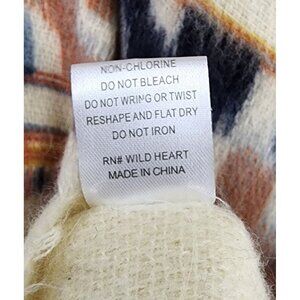 NON-CHLORINE
DO NOT BLEACH
DO NOT WRING OR TWIST
RESHAPE AND FLAT DRY
DO NOT IRON
RN# WILD HEART
MADE IN CHINA